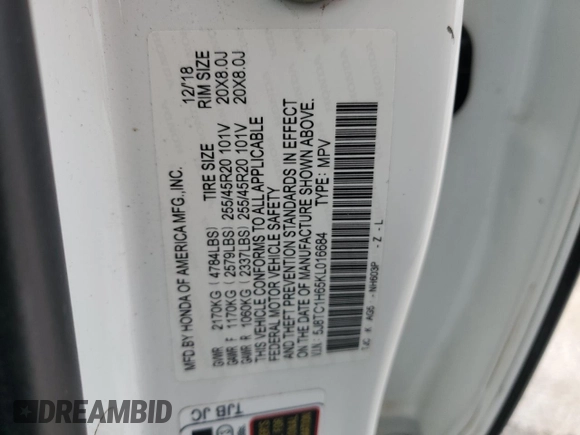 MFD. BY HONDA OF AMERICA MFG., INC. 12/18
TIRE SIZE RIM SIZE
GVWR 2170KG (4784LBS)
GAWR F 1170KG (2579LBS) 255/45R20 101V 20X8.0J
GAWR R 1060KG (2337LBS) 255/45R20 101V 20X8.0J
THIS VEHICLE CONFORMS TO ALL APPLICABLE
FEDERAL MOTOR VEHICLE SAFETY
AND THEFT PREVENTION STANDARDS IN EFFECT
ON THE DATE OF MANUFACTURE SHOWN ABOVE.
V.I.N.: 5J8TC1H65KL016684 TYPE: MPV
TJC K AG5 - NH603P - Z - L
TJB JC
DREAMBID